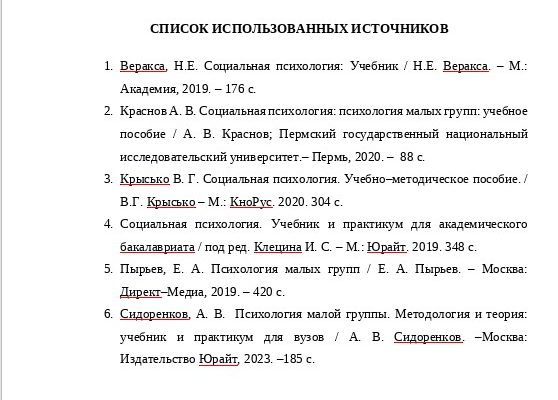 СПИСОК ИСПОЛЬЗОВАННЫХ ИСТОЧНИКОВ
1. Веракса, Н.Е. Социальная психология: Учебник / Н.Е. Веракса. – М.:
Академия, 2019. – 176 с.
2. Краснов А. В. Социальная психология: психология малых групп: учебное
пособие / А. В. Краснов; Пермский государственный национальный
исследовательский университет.– Пермь, 2020. – 88 с.
3. Крысько В. Г. Социальная психология. Учебно–методическое пособие. /
В.Г. Крысько – М.: КноРус. 2020. 304 с.
4. Социальная психология. Учебник и практикум для академического
бакалавриата / под ред. Клецина И. С. – М.: Юрайт. 2019. 348 с.
5. Пырьев, Е. А. Психология малых групп / Е. А. Пырьев. – Москва:
Директ–Медиа, 2019. – 420 с.
6. Сидоренков, А. В. Психология малой группы. Методология и теория:
учебник и практикум для вузов / А. В. Сидоренков. –Москва:
Издательство Юрайт, 2023. –185 с.